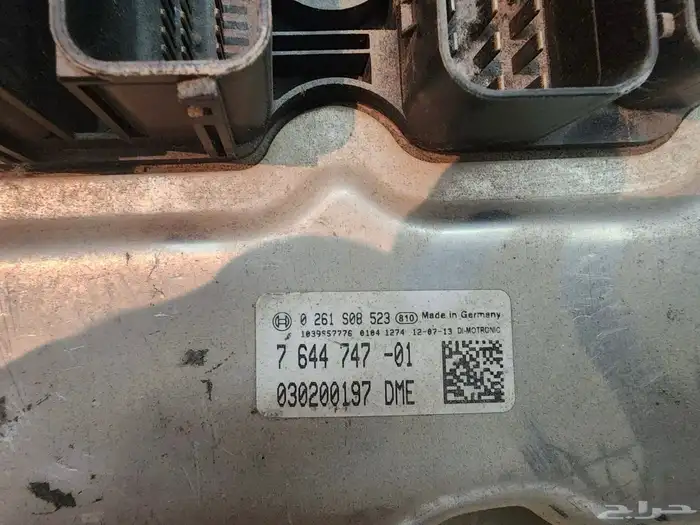 0 261 S08 523 810 Made in Germany
1039S57776 0104 1274 12-07-13 DI-MOTRONIC
7 644 747 -01
030200197 DME
حراج